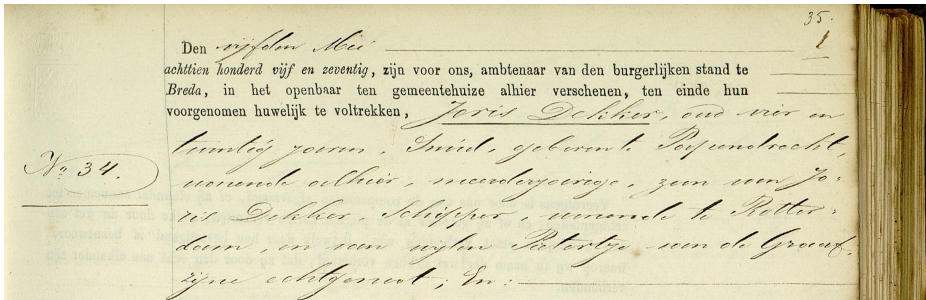 35.
1
Den vijfden Mei
achttien honderd vijf en zeventig, zijn voor ons, ambtenaar van den burgerlijken stand te
Breda, in het openbaar ten gemeentehuize alhier verschenen, ten einde hun
voorgenomen huwelijk te voltrekken, Joris Dekker, oud vier en
twintig jaren, Smid, geboren te Papendrecht,
No 34.
wonende alhier, meerderjarige, zoon van Jo-
ris Dekker, Schipper, wonende te Rotter-
dam en van wijlen Pietertje van de Graaf,
zijne echtgenoot; En: